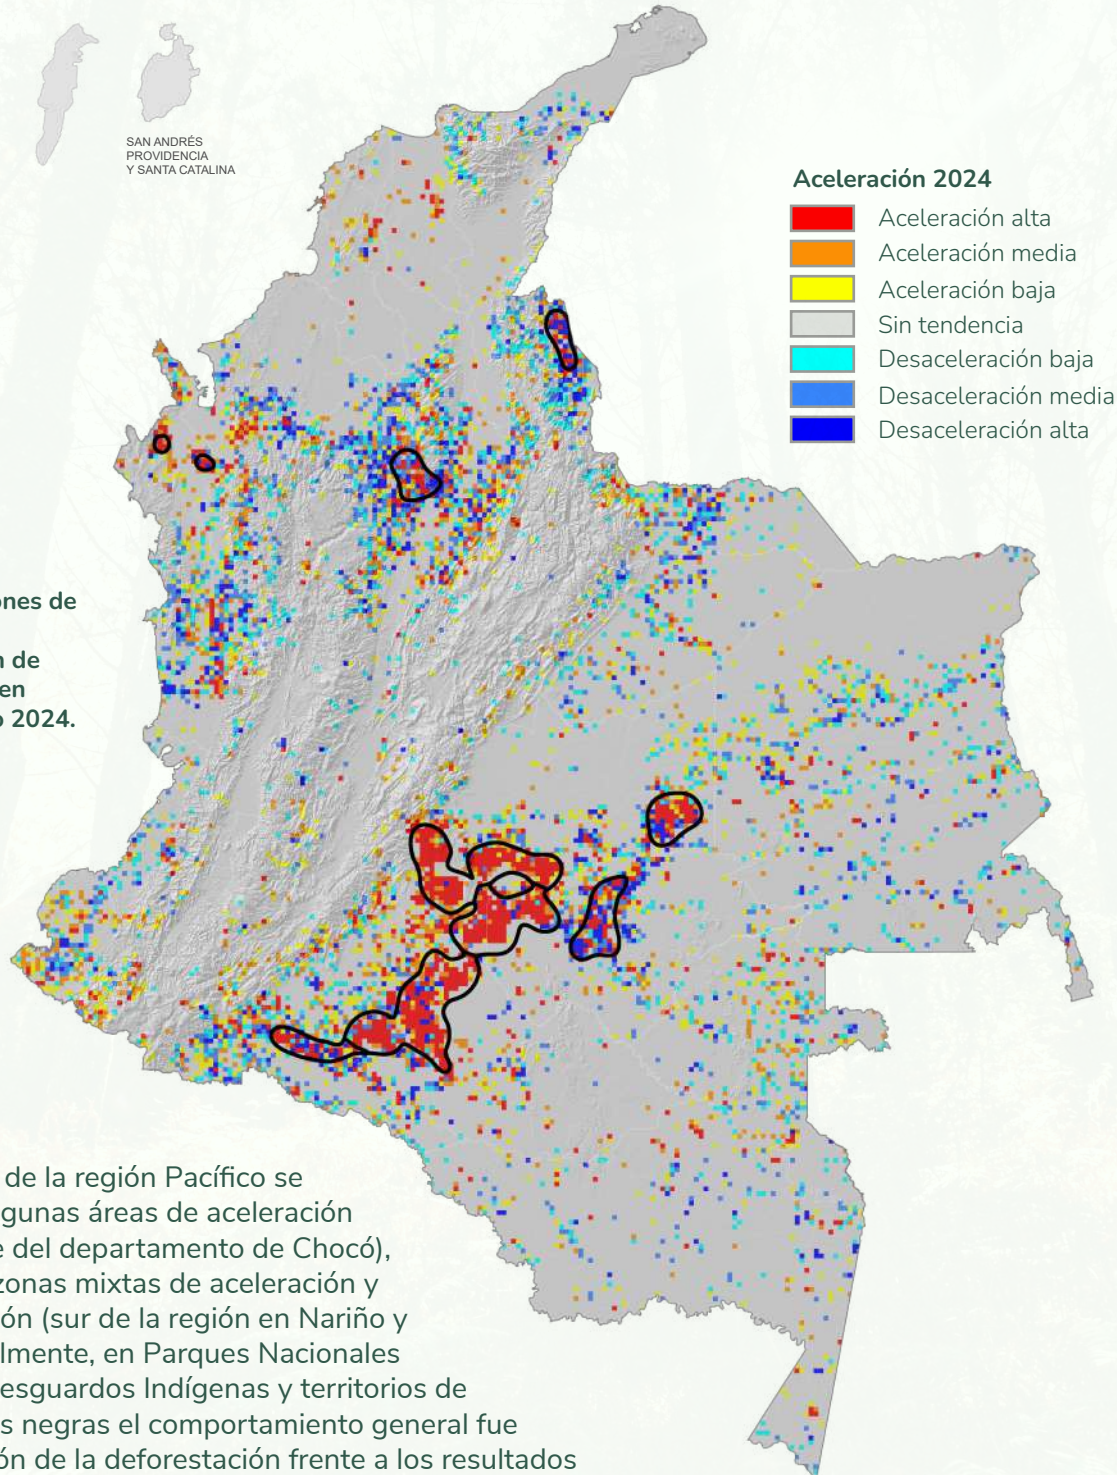 SAN ANDRÉS
PROVIDENCIA
Y SANTA CATALINA
Aceleración 2024
Aceleración alta
Aceleración media
Aceleración baja
Sin tendencia
Desaceleración baja
Desaceleración media
Desaceleración alta
ones de
n de
en
o 2024.
de la región Pacífico se
lgunas áreas de aceleración
e del departamento de Chocó),
zonas mixtas de aceleración y
ión (sur de la región en Nariño y
lmente, en Parques Nacionales
esguardos Indígenas y territorios de
s negras el comportamiento general fue
ón de la deforestación frente a los resultados